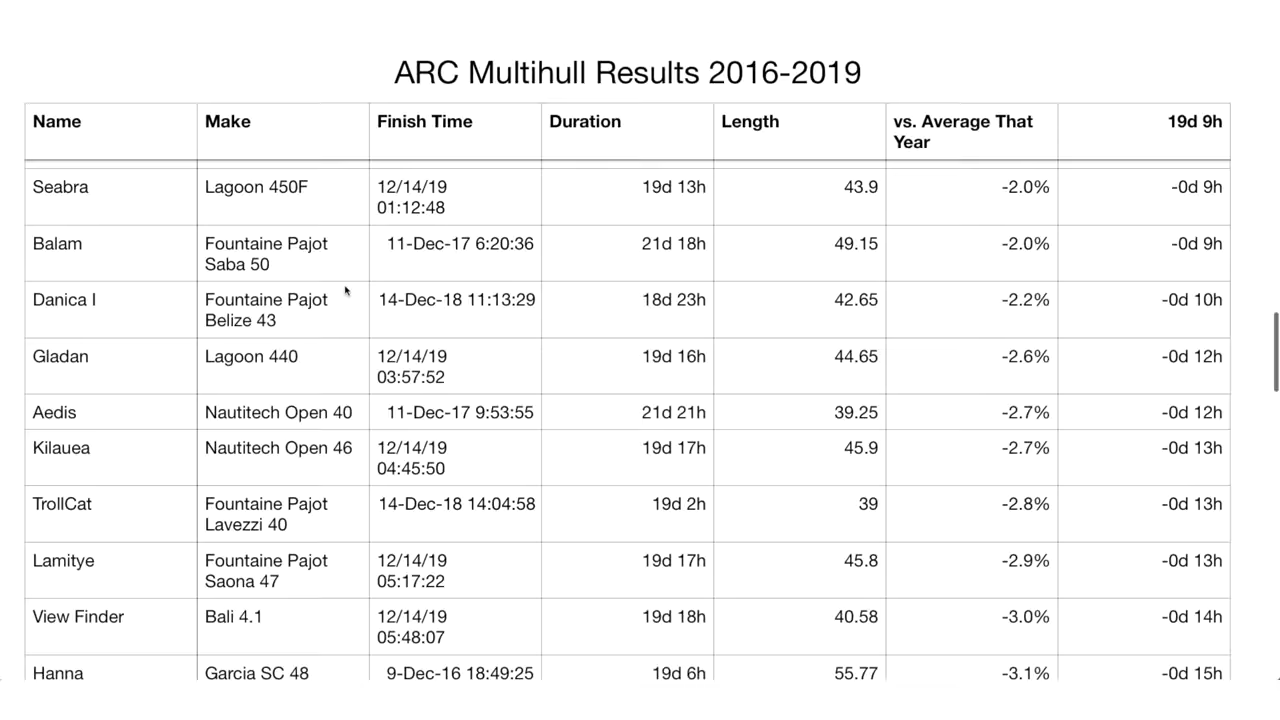 ARC Multihull Results 2016-2019
Name Make Finish Time Duration Length vs. Average That Year 19d 9h
Seabra Lagoon 450F 12/14/19 01:12:48 19d 13h 43.9 -2.0% -0d 9h
Balam Fountaine Pajot Saba 50 11-Dec-17 6:20:36 21d 18h 49.15 -2.0% -0d 9h
Danica I Fountaine Pajot Belize 43 14-Dec-18 11:13:29 18d 23h 42.65 -2.2% -0d 10h
Gladan Lagoon 440 12/14/19 03:57:52 19d 16h 44.65 -2.6% -0d 12h
Aedis Nautitech Open 40 11-Dec-17 9:53:55 21d 21h 39.25 -2.7% -0d 12h
Kilauea Nautitech Open 46 12/14/19 04:45:50 19d 17h 45.9 -2.7% -0d 13h
TrollCat Fountaine Pajot Lavezzi 40 14-Dec-18 14:04:58 19d 2h 39 -2.8% -0d 13h
Lamitye Fountaine Pajot Saona 47 12/14/19 05:17:22 19d 17h 45.8 -2.9% -0d 13h
View Finder Bali 4.1 12/14/19 05:48:07 19d 18h 40.58 -3.0% -0d 14h
Hanna Garcia SC 48 9-Dec-16 18:49:25 19d 6h 55.77 -3.1% -0d 15h